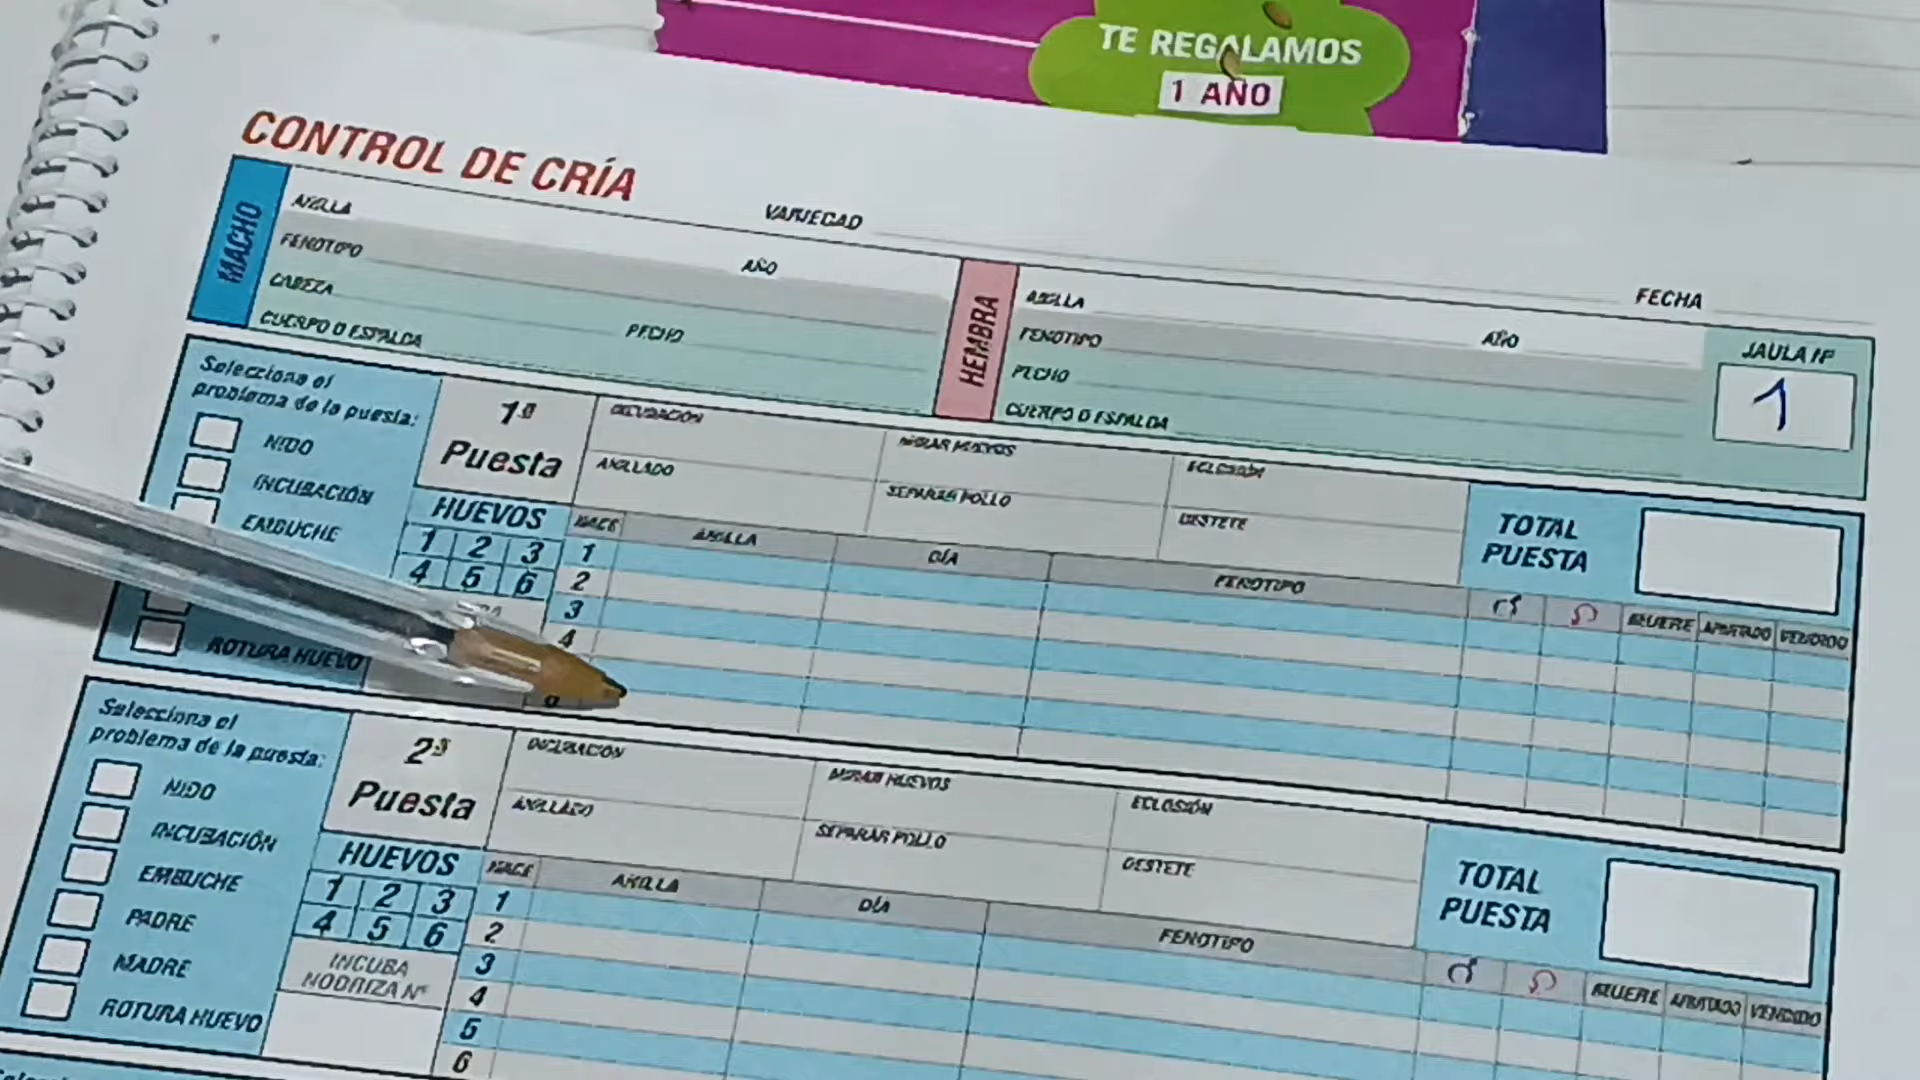 TE REGALAMOS
1 AÑO
CONTROL DE CRÍA
VARIEDAD
FECHA
MACHO
ANILLA
FENOTIPO
AÑO
CABEZA
PECHO
CUERPO O ESPALDA
HEMBRA
ANILLA
FENOTIPO
AÑO
PECHO
CUERPO O ESPALDA
JAULA Nº
1
Selecciona el
problema de la puesta:
NIDO
INCUBACIÓN
EMBUCHE
ROTURA HUEVO
1ª
Puesta
HUEVOS
1 2 3
4 5 6
INCUBACIÓN
MIRAR HUEVOS
ECLOSIÓN
ANILLADO
SEPARAR POLLO
DESTETE
TOTAL
PUESTA
NACE ANILLA DÍA FENOTIPO ♂ ♀ MUERE APARTADO VENDIDO
1
2
3
4
Selecciona el
problema de la puesta:
NIDO
INCUBACIÓN
EMBUCHE
PADRE
MADRE
ROTURA HUEVO
2ª
Puesta
HUEVOS
1 2 3
4 5 6
INCUBA
NODRIZA Nº
INCUBACIÓN
MIRAR HUEVOS
ECLOSIÓN
ANILLADO
SEPARAR POLLO
DESTETE
TOTAL
PUESTA
NACE ANILLA DÍA FENOTIPO ♂ ♀ MUERE APARTADO VENDIDO
1
2
3
4
5
6